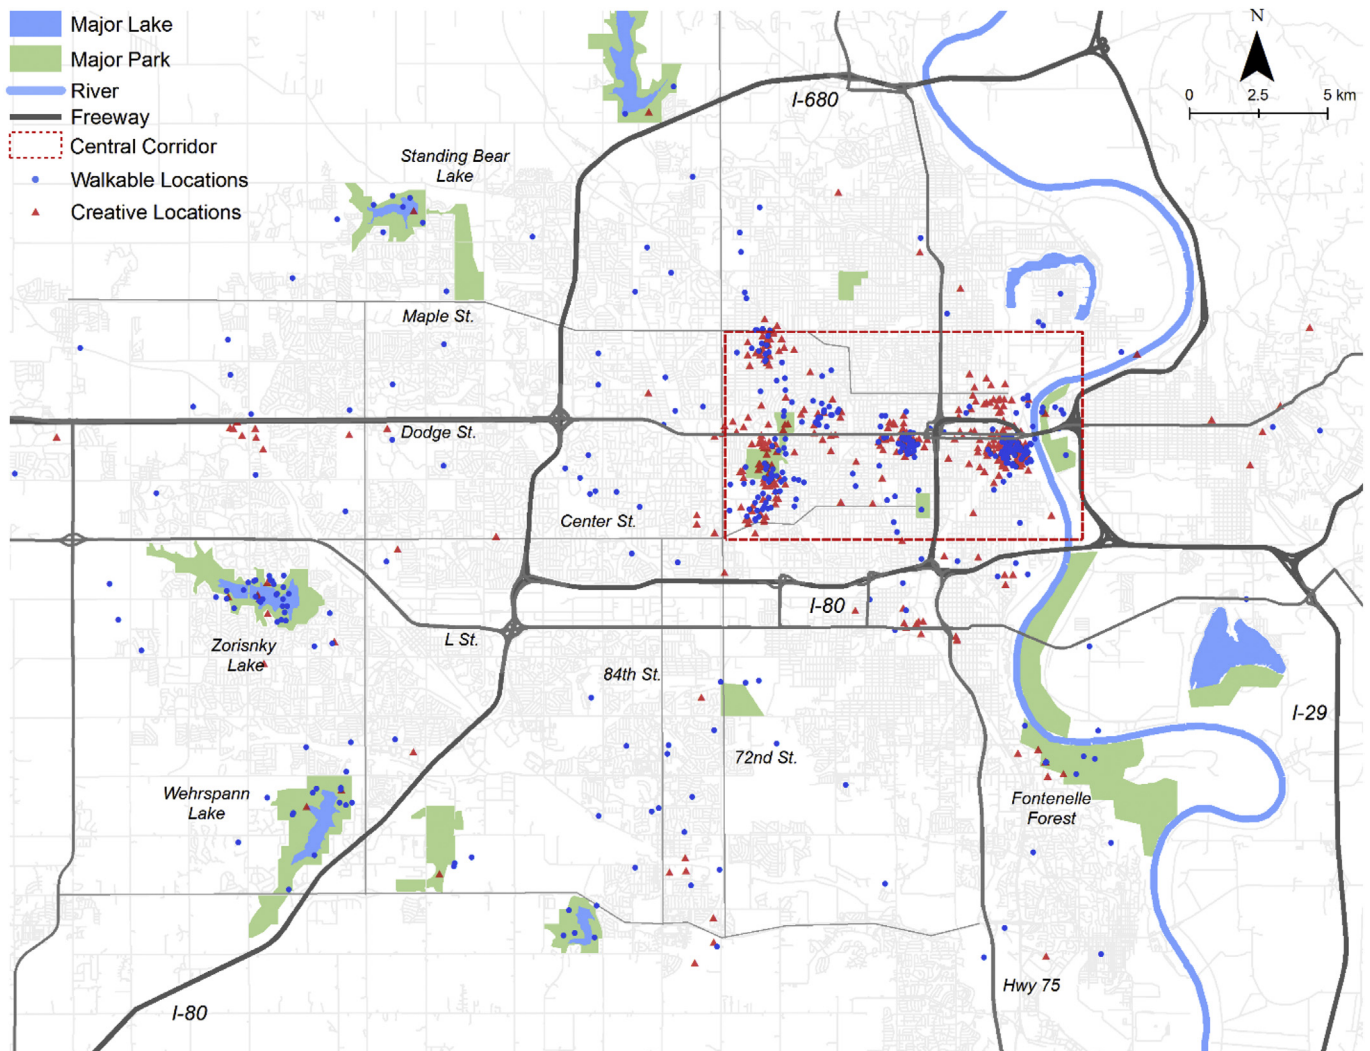 Major Lake
Major Park
River
Freeway
Central Corridor
Walkable Locations
Creative Locations
N
0 2.5 5 km
I-680
Standing Bear
Lake
Maple St.
Dodge St.
Center St.
I-80
L St.
Zorisnky
Lake
84th St.
72nd St.
I-29
Wehrspann
Lake
Fontenelle
Forest
Hwy 75
I-80